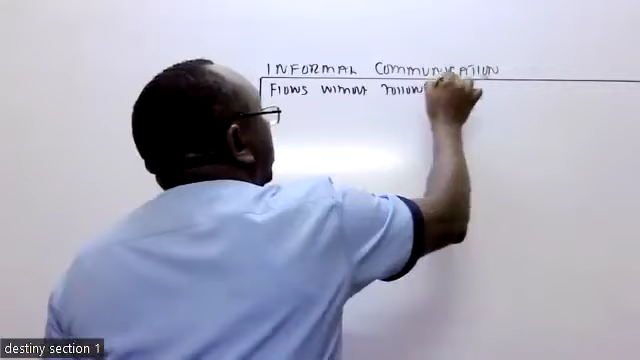 INFORMAL COMMUNICATION
FLOWS WITHOUT FOLLOW
destiny section 1